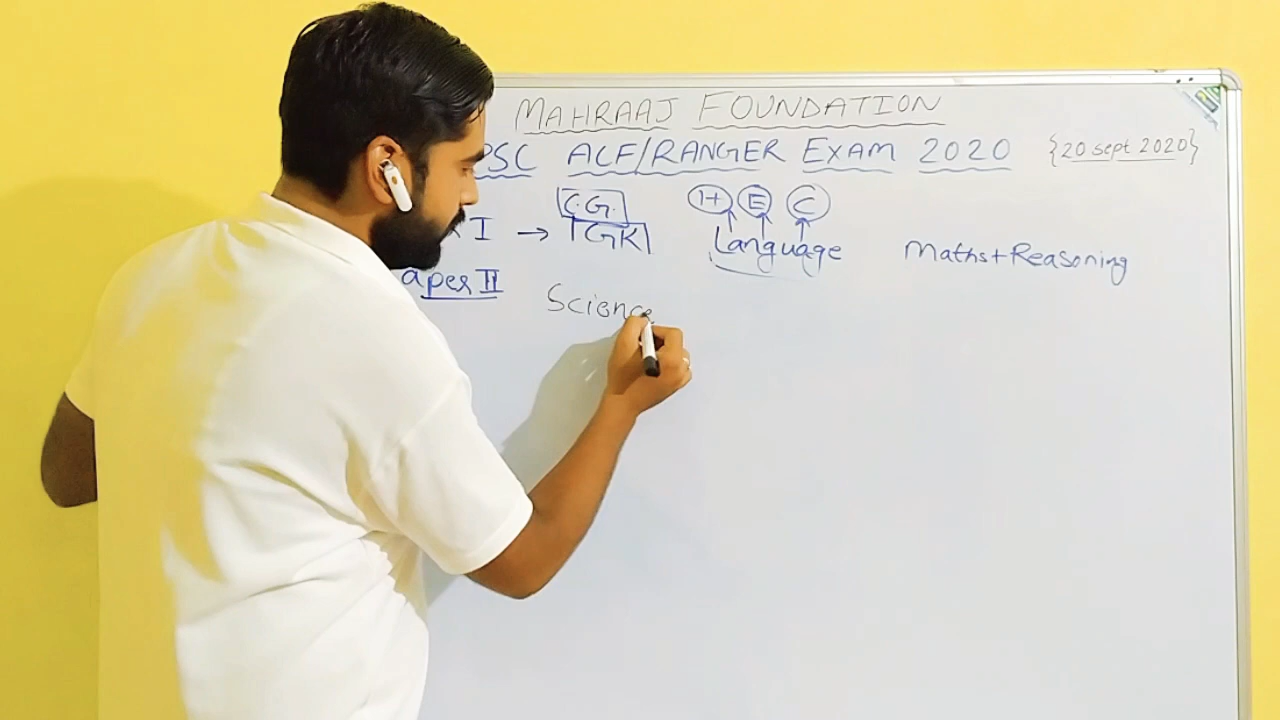 MAHRAAJ FOUNDATION
PSC ACF/RANGER EXAM 2020 {20 sept 2020}
C.G. H E C
I → GK Language Maths+Reasoning
aper II Science